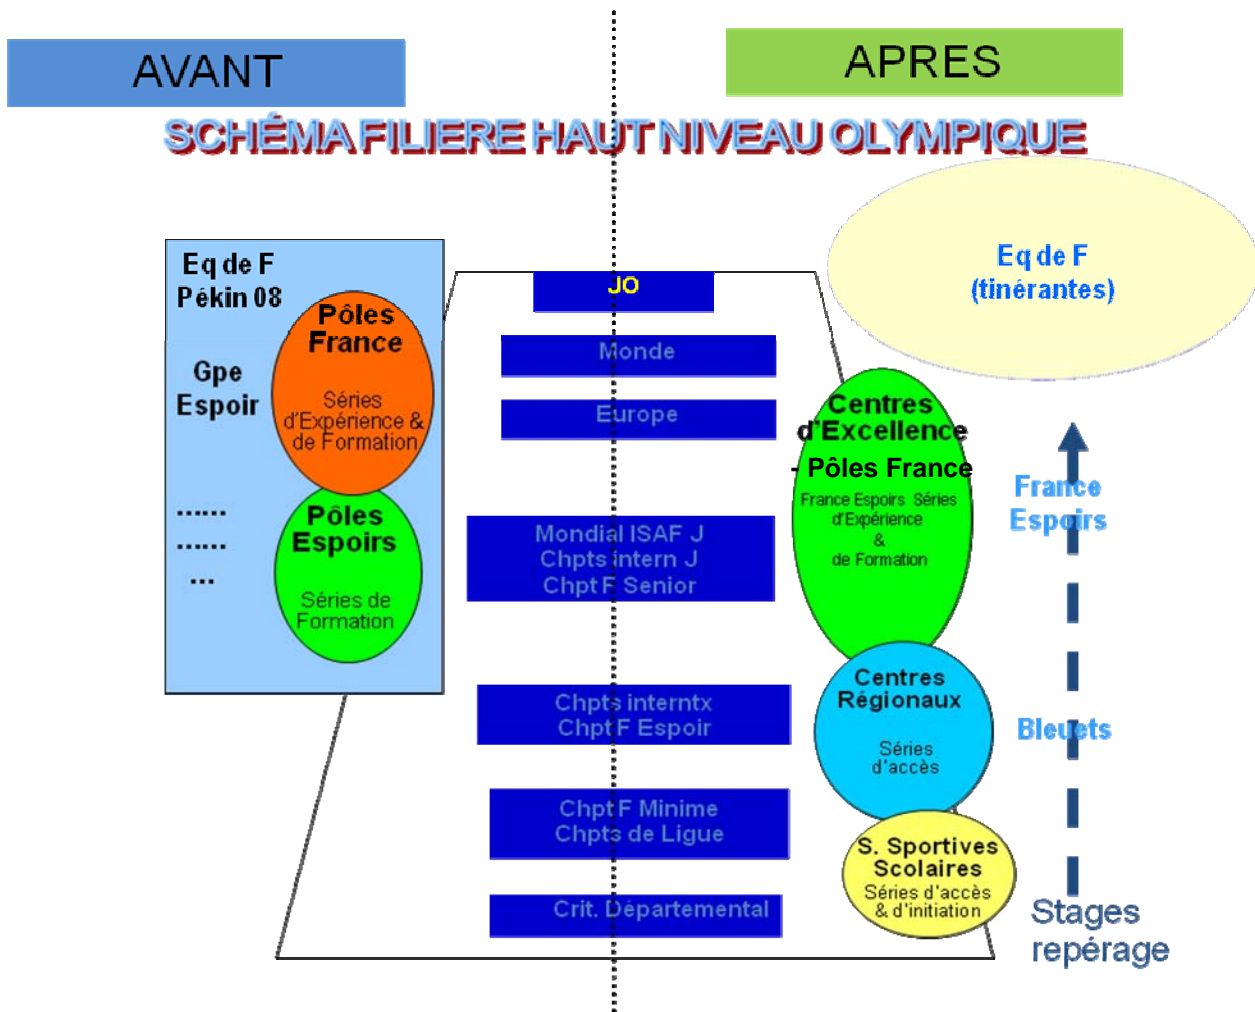 AVANT
APRES
SCHÉMA FILIERE HAUT NIVEAU OLYMPIQUE
Eq de F
Pékin 08
Gpe
Espoir
......
......
...
Pôles
France
Séries
d'Expérience &
de Formation
Pôles
Espoirs
Séries de
Formation
JO
Monde
Europe
Mondial ISAF J
Chpts intern J
Chpt F Senior
Chpts interntx
Chpt F Espoir
Chpt F Minime
Chpts de Ligue
Crit. Départemental
Eq de F
(tinérantes)
Centres
d'Excellence
- Pôles France
France Espoirs Séries
d'Expérience
&
de Formation
Centres
Régionaux
Séries
d'accès
S. Sportives
Scolaires
Séries d'accès
& d'initiation
France
Espoirs
Bleuets
Stages
repérage